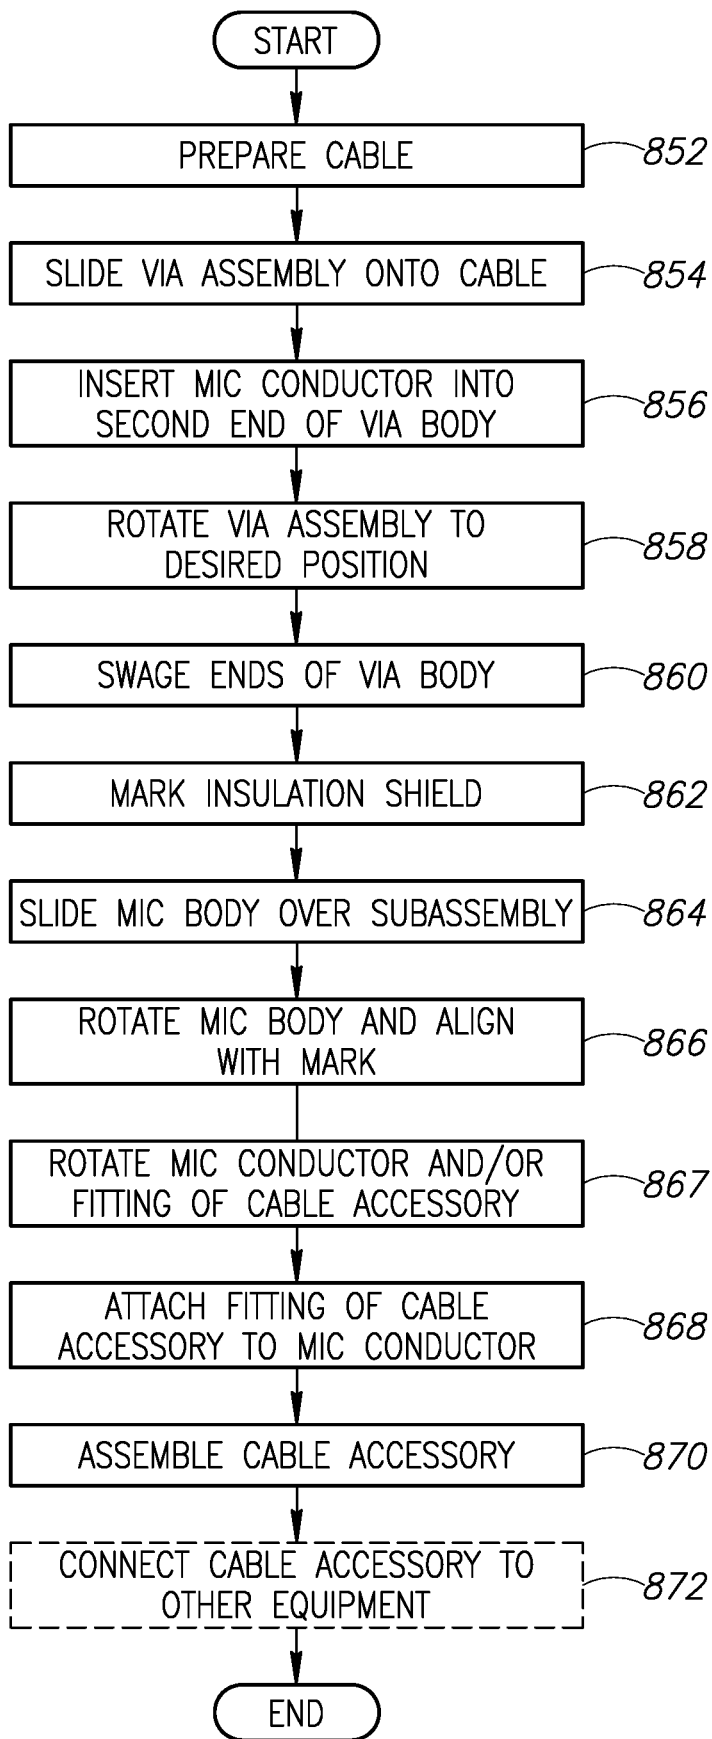 START
PREPARE CABLE
852
SLIDE VIA ASSEMBLY ONTO CABLE
854
INSERT MIC CONDUCTOR INTO
SECOND END OF VIA BODY
856
ROTATE VIA ASSEMBLY TO
DESIRED POSITION
858
SWAGE ENDS OF VIA BODY
860
MARK INSULATION SHIELD
862
SLIDE MIC BODY OVER SUBASSEMBLY
864
ROTATE MIC BODY AND ALIGN
WITH MARK
866
ROTATE MIC CONDUCTOR AND/OR
FITTING OF CABLE ACCESSORY
867
ATTACH FITTING OF CABLE
ACCESSORY TO MIC CONDUCTOR
868
ASSEMBLE CABLE ACCESSORY
870
CONNECT CABLE ACCESSORY TO
OTHER EQUIPMENT
872
END